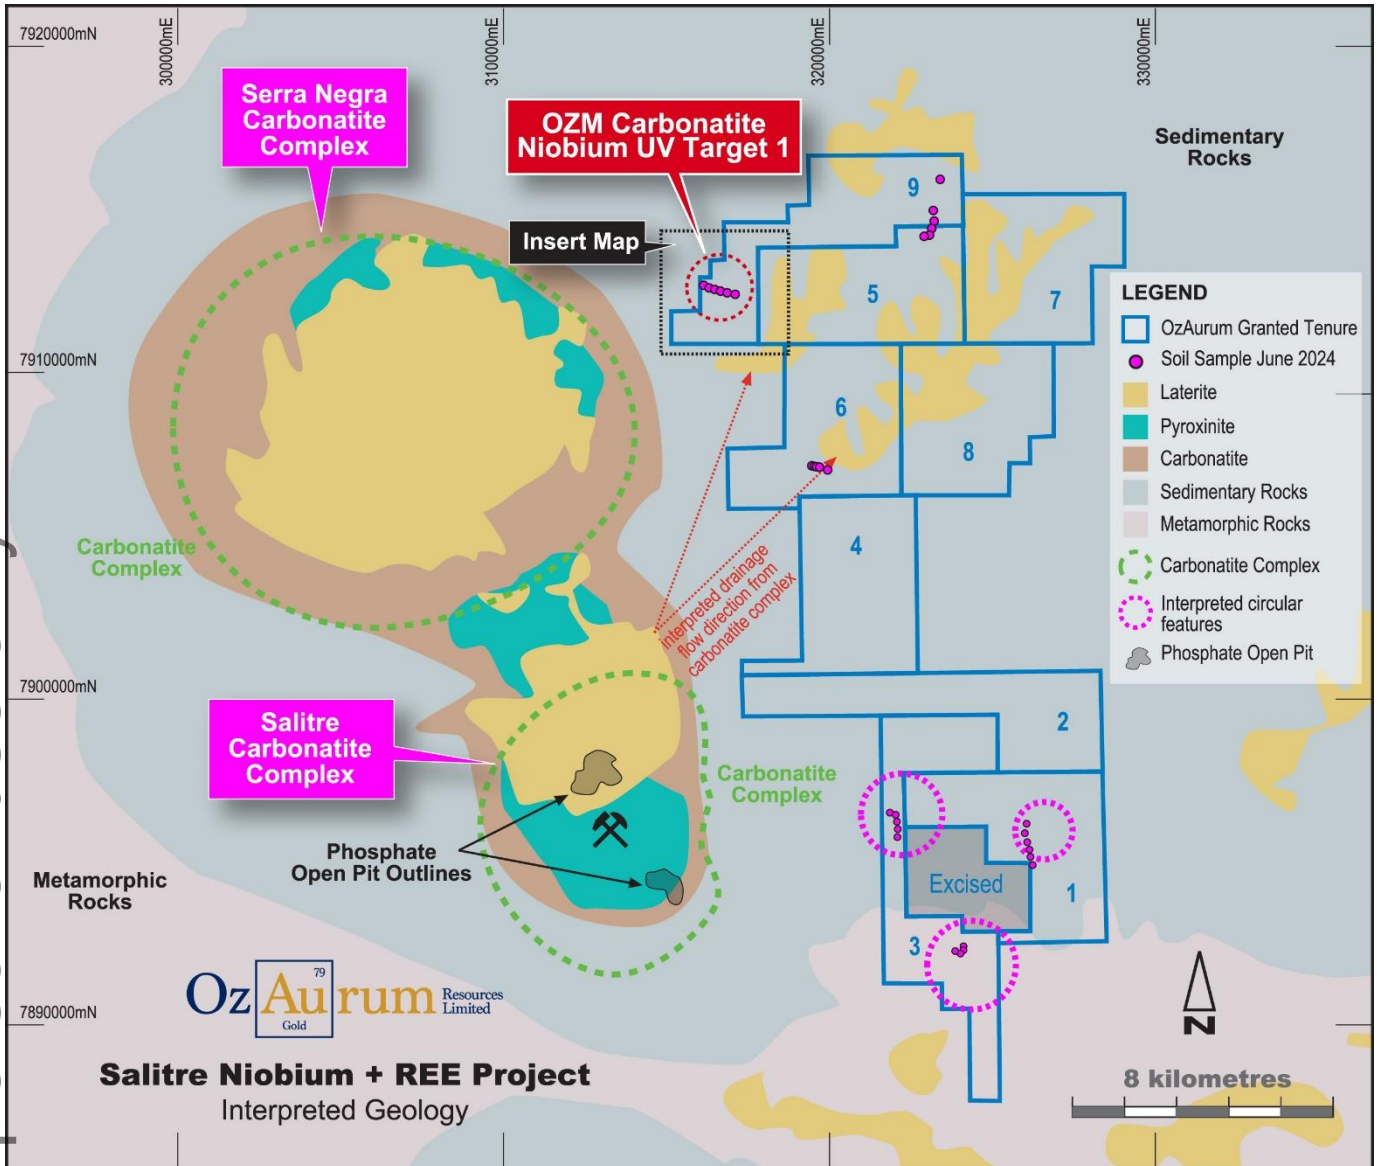 7920000mN
300000mE
310000mE
320000mE
330000mE
Serra Negra
Carbonatite
Complex
OZM Carbonatite
Niobium UV Target 1
Sedimentary
Rocks
Insert Map
9
5
7
7910000mN
6
8
4
LEGEND
OzAurum Granted Tenure
Soil Sample June 2024
Laterite
Pyroxinite
Carbonatite
Sedimentary Rocks
Metamorphic Rocks
Carbonatite Complex
Interpreted circular
features
Phosphate Open Pit
Carbonatite
Complex
interpreted drainage
flow direction from
carbonatite complex
7900000mN
Salitre
Carbonatite
Complex
2
Carbonatite
Complex
Phosphate
Open Pit Outlines
Metamorphic
Rocks
Excised
1
3
Oz Au rum Resources
Limited
79
Gold
7890000mN
Salitre Niobium + REE Project
Interpreted Geology
N
8 kilometres